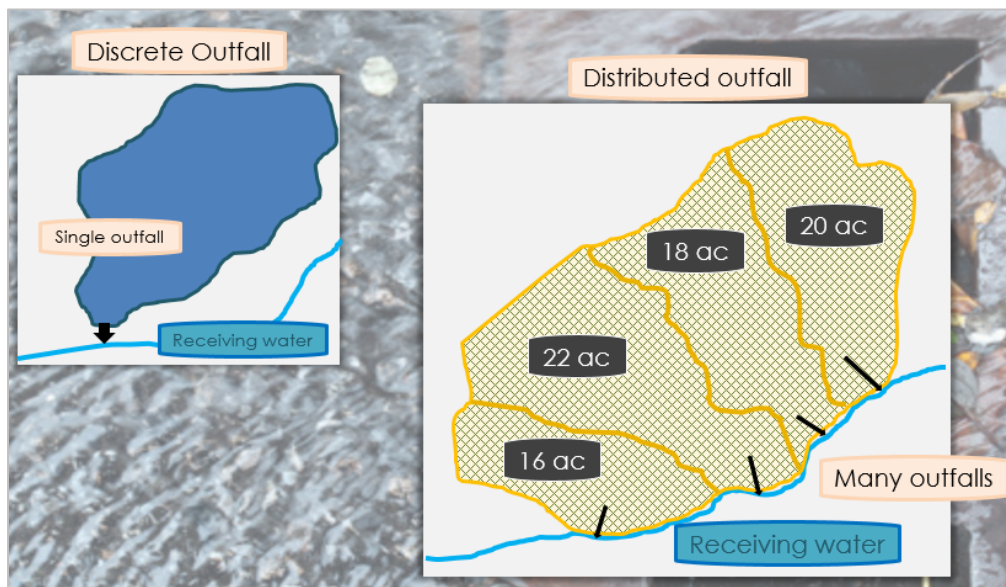 Discrete Outfall
Single outfall
Receiving water
Distributed outfall
20 ac
18 ac
22 ac
16 ac
Many outfalls
Receiving water